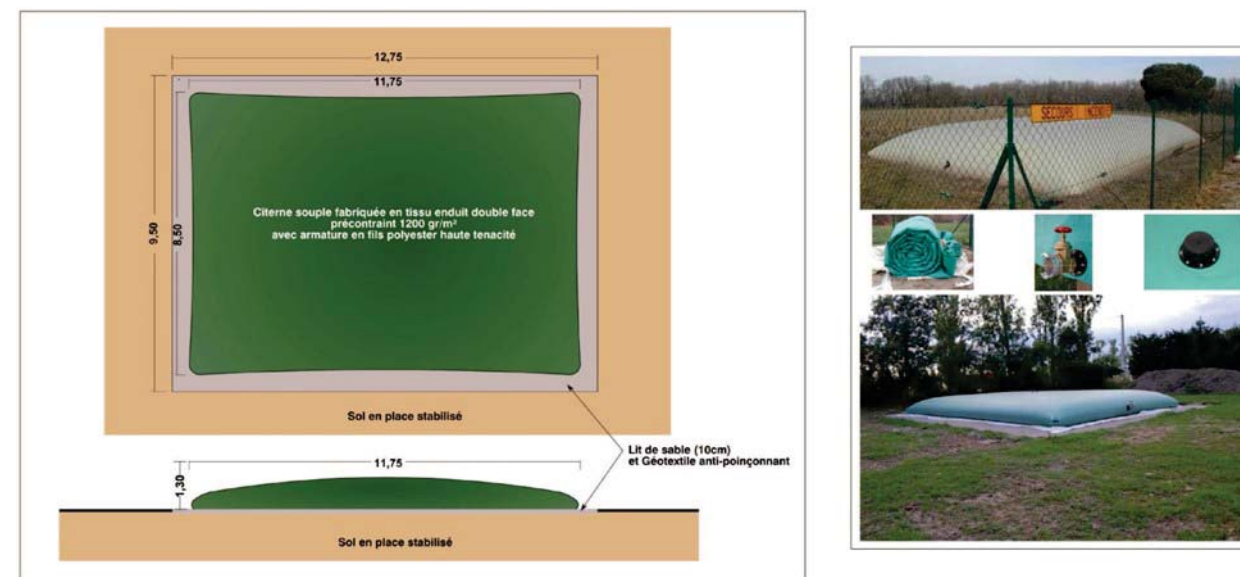 12,75
11,75
9,50
8,50
Citerne souple fabriquée en tissu enduit double face
précontraint 1200 gr/m²
avec armature en fils polyester haute tenacité
Sol en place stabilisé
Lit de sable (10cm)
et Géotextile anti-poinçonnant
11,75
1,30
Sol en place stabilisé
SECOURS